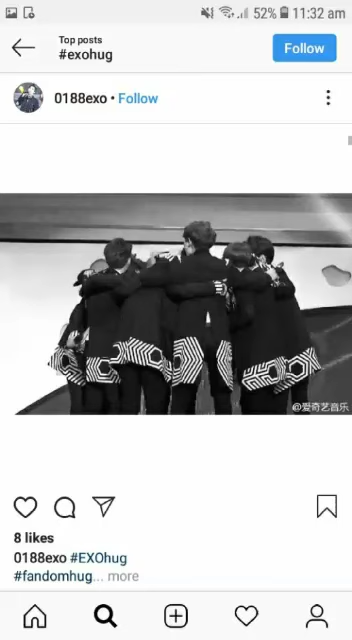 52% 11:32 am
Top posts
#exohug
Follow
0188exo • Follow
@爱奇艺音乐
8 likes
0188exo #EXOhug
#fandomhug... more